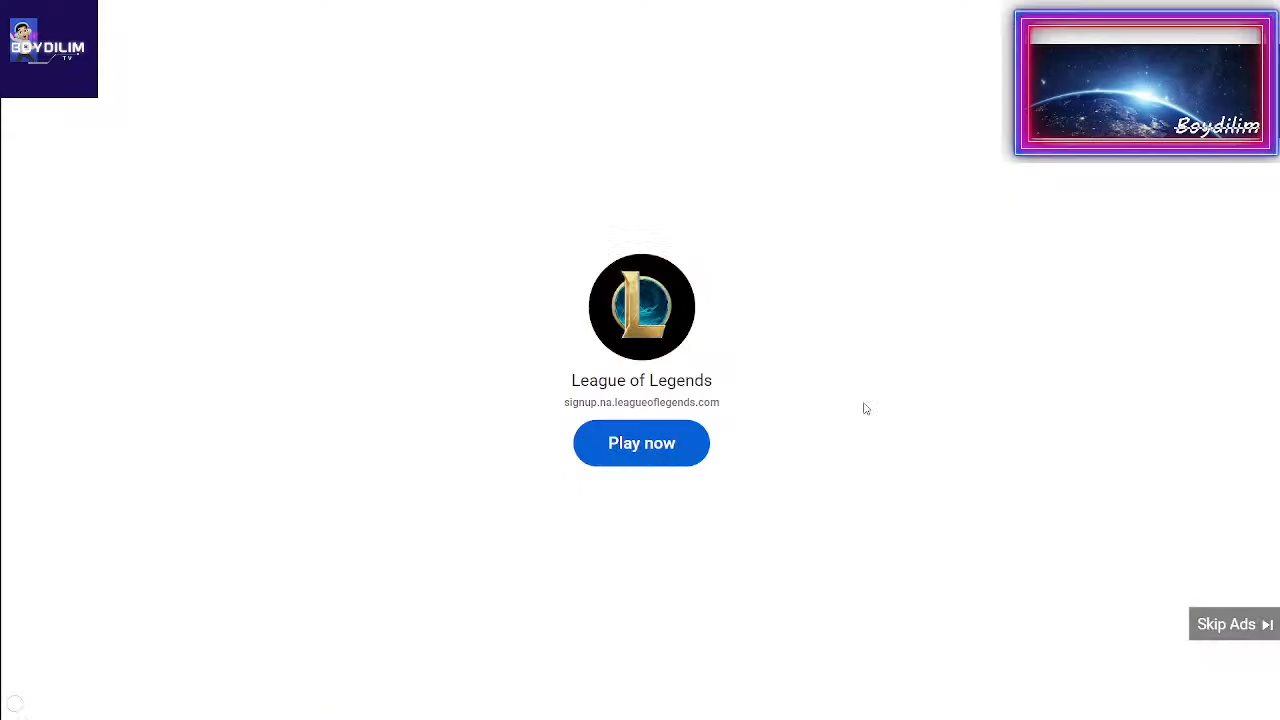 BOYDILIM
TV
Boydilim
League of Legends
signup.na.leagueoflegends.com
Play now
Skip Ads